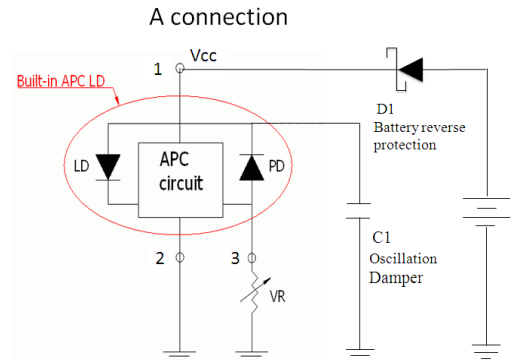 A connection
1 Vcc
Built-in APC LD
D1
Battery reverse
protection
LD
APC
circuit
PD
2
3
C1
Oscillation
Damper
VR